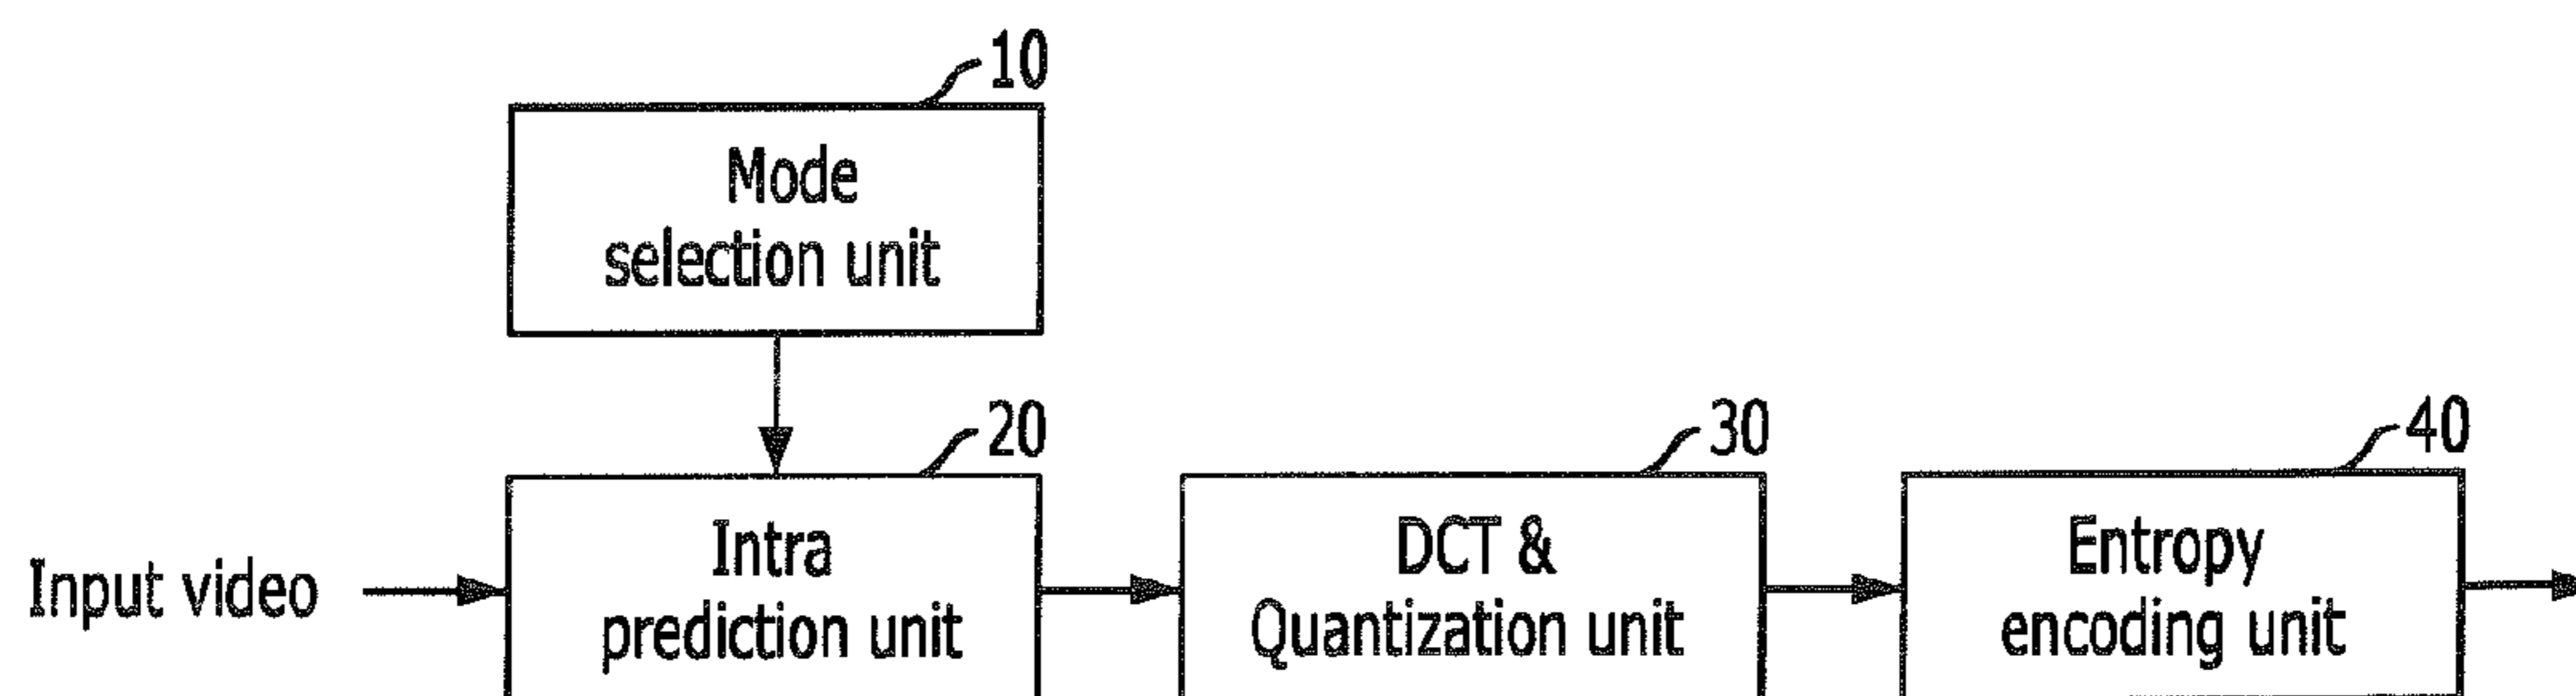 10
Mode
selection unit
20
30
40
Input video
Intra
prediction unit
DCT &
Quantization unit
Entropy
encoding unit